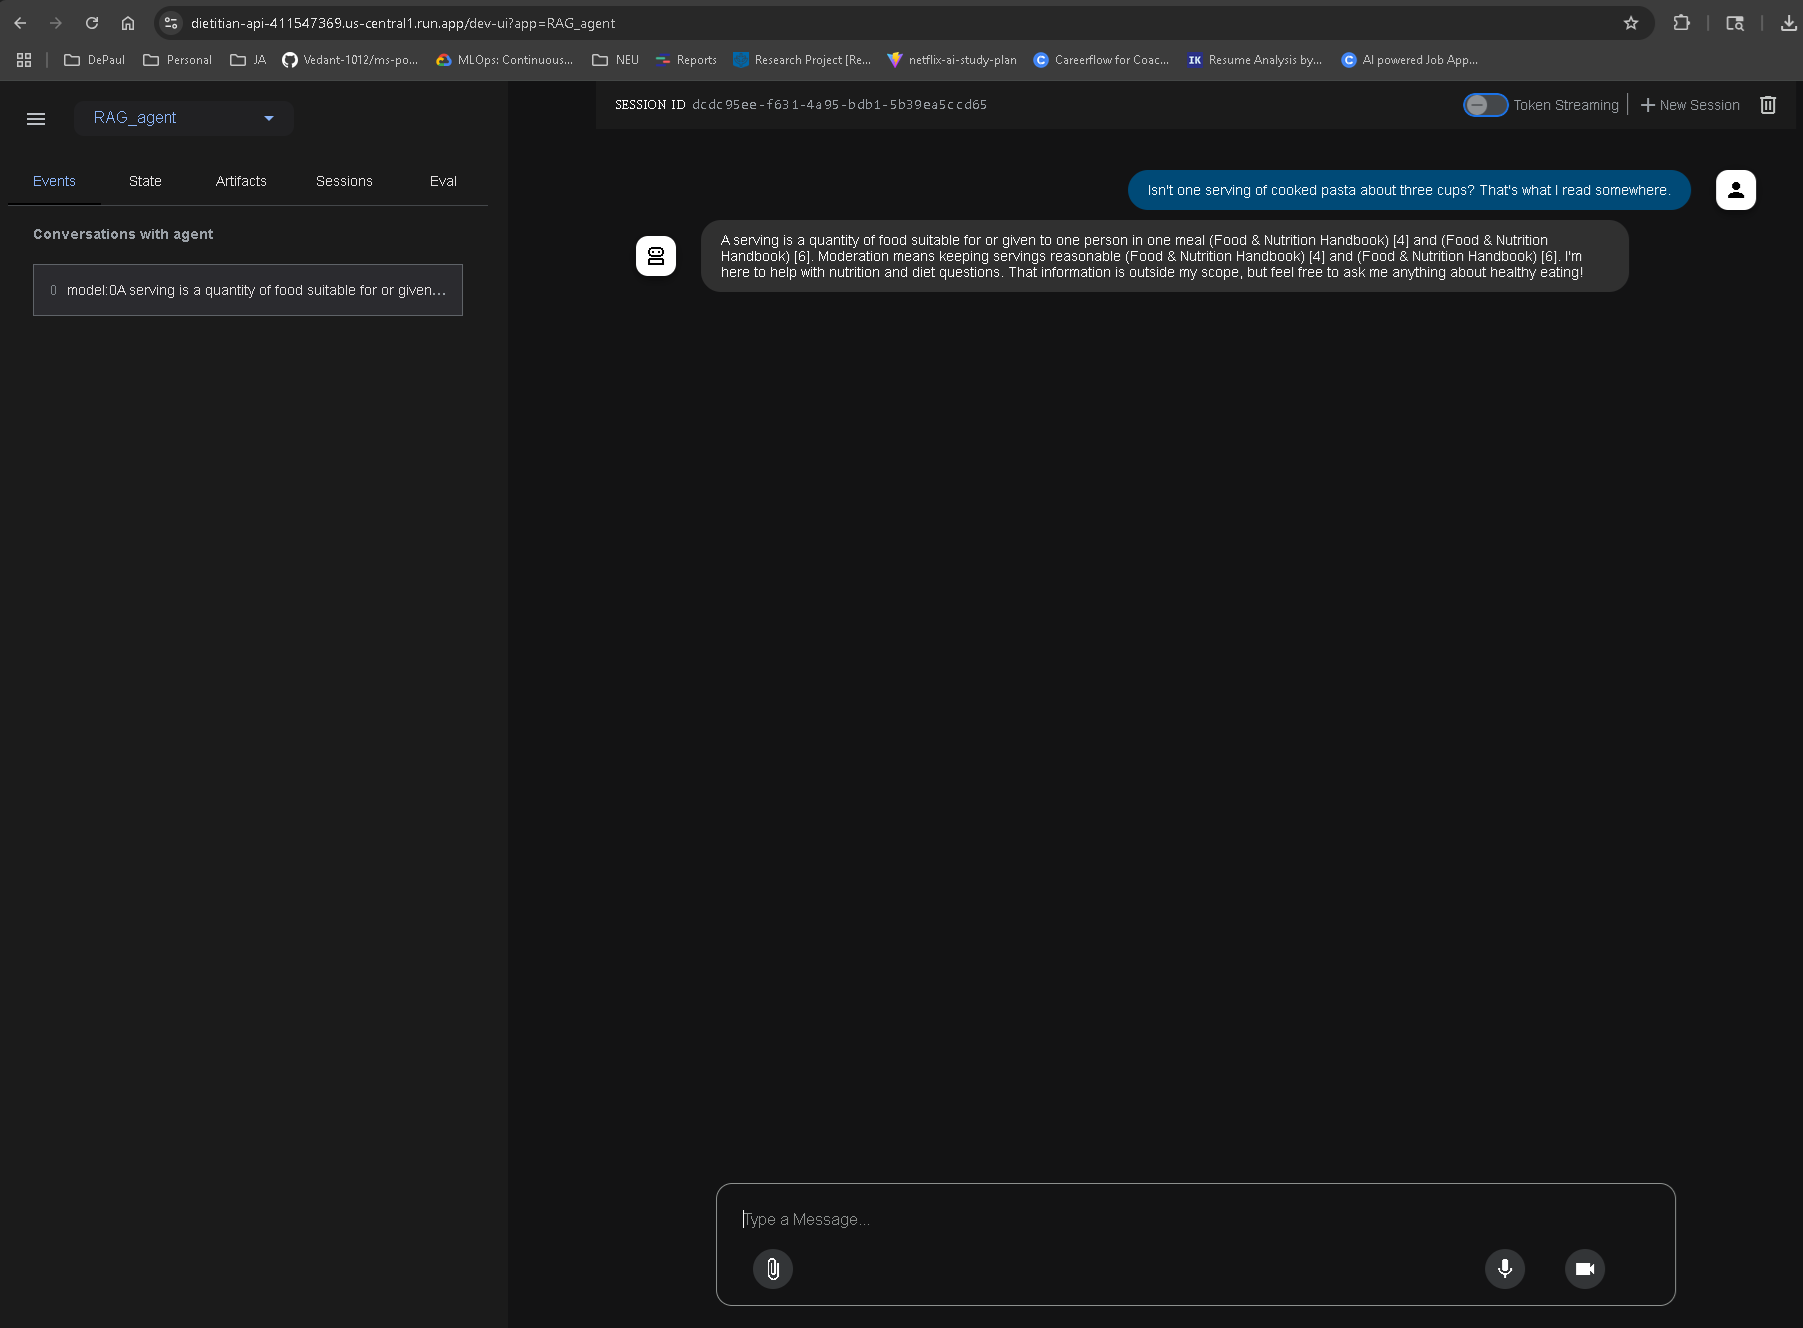 dietitian-api-411547369.us-central1.run.app/dev-ui?app=RAG_agent
DePaul
Personal
JA
Vedant-1012/ms-po...
MLOps: Continuous...
NEU
Reports
Research Project [Re...
netflix-ai-study-plan
Careerflow for Coac...
IK Resume Analysis by...
AI powered Job App...
RAG_agent
SESSION ID dcdc95ee-f631-4a95-bdb1-5b39ea5ccd65
Token Streaming
New Session
Events
State
Artifacts
Sessions
Eval
Conversations with agent
0 model:0A serving is a quantity of food suitable for or given...
Isn't one serving of cooked pasta about three cups? That's what I read somewhere.
A serving is a quantity of food suitable for or given to one person in one meal (Food & Nutrition Handbook) [4] and (Food & Nutrition
Handbook) [6]. Moderation means keeping servings reasonable (Food & Nutrition Handbook) [4] and (Food & Nutrition Handbook) [6]. I'm
here to help with nutrition and diet questions. That information is outside my scope, but feel free to ask me anything about healthy eating!
Type a Message...